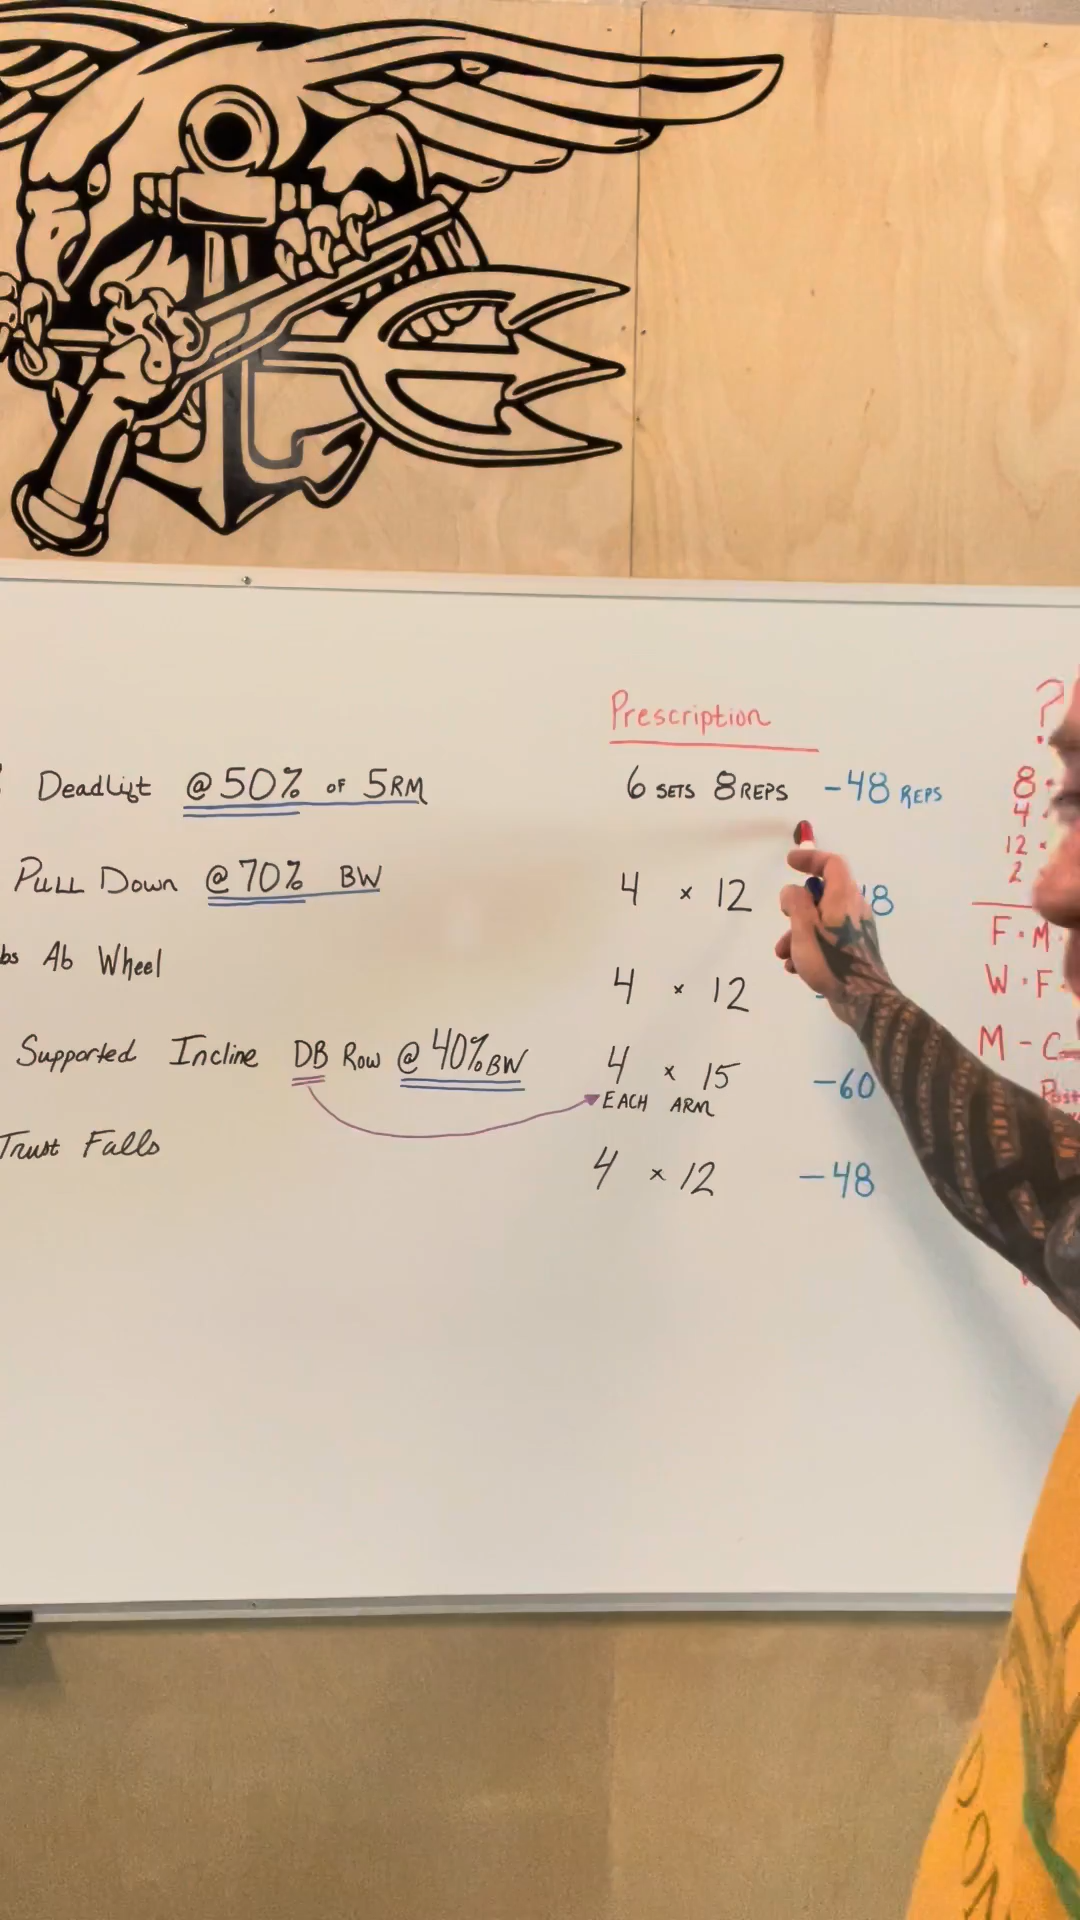 Prescription
?
Deadlift @ 50% OF 5RM 6 SETS 8 REPS -48 REPS
8
4
PULL Down @ 70% BW 4 × 12 8
12
2
Ab Wheel 4 × 12
F · M
W · F
Supported Incline DB Row @ 40% BW 4 × 15 -60
EACH ARM
M - C
Post
Trust Falls 4 × 12 -48